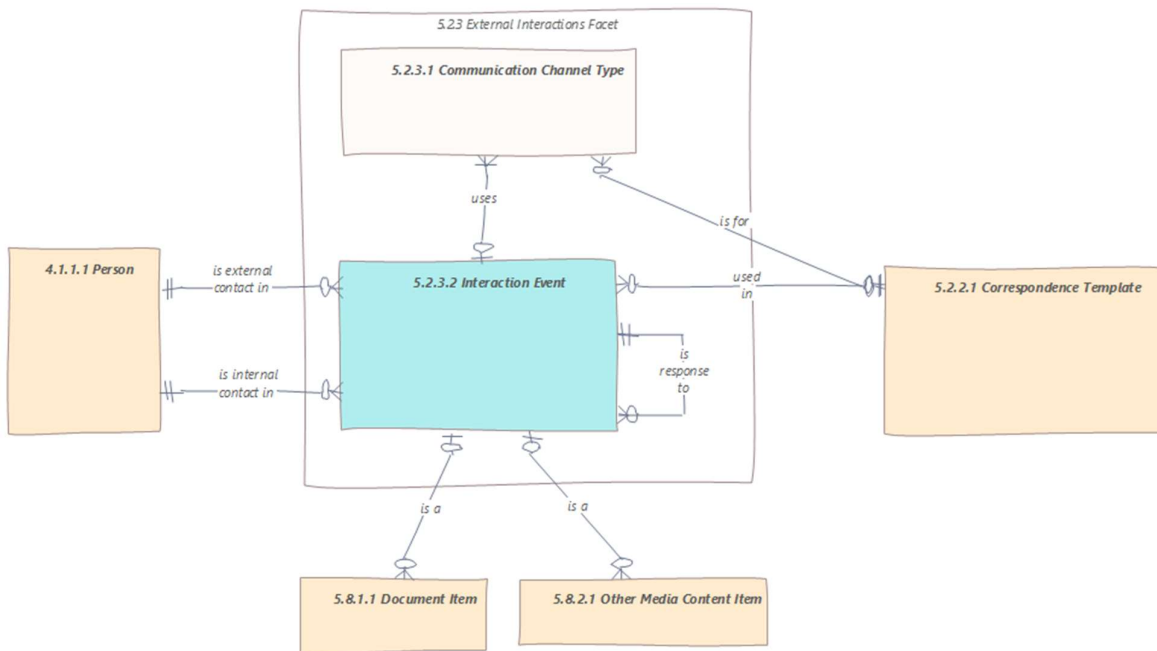 5.2.3 External Interactions Facet
5.2.3.1 Communication Channel Type
uses
is for
4.1.1.1 Person
is external
contact in
5.2.3.2 Interaction Event
used
in
5.2.2.1 Correspondence Template
is
response
to
is internal
contact in
is a
is a
5.8.1.1 Document Item
5.8.2.1 Other Media Content Item